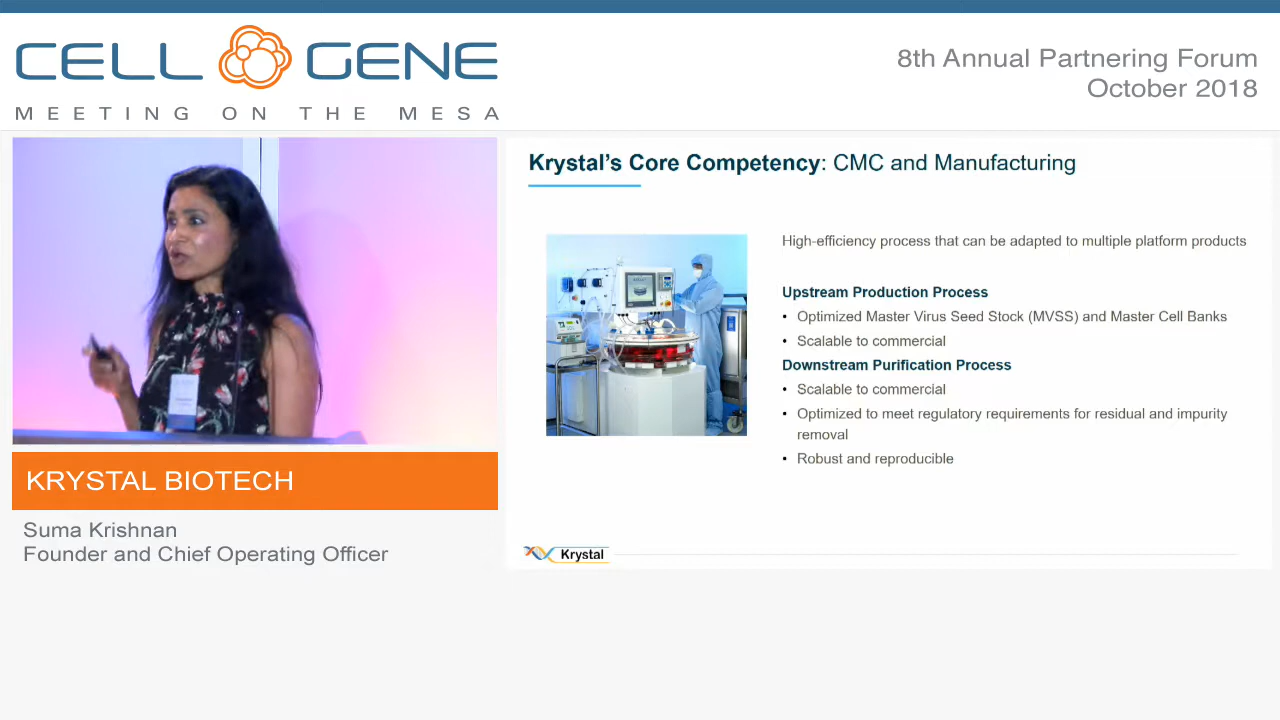 CELL GENE
MEETING ON THE MESA
8th Annual Partnering Forum
October 2018
Krystal's Core Competency: CMC and Manufacturing
High-efficiency process that can be adapted to multiple platform products
Upstream Production Process
• Optimized Master Virus Seed Stock (MVSS) and Master Cell Banks
• Scalable to commercial
Downstream Purification Process
• Scalable to commercial
• Optimized to meet regulatory requirements for residual and impurity
removal
• Robust and reproducible
KRYSTAL BIOTECH
Suma Krishnan
Founder and Chief Operating Officer
Krystal